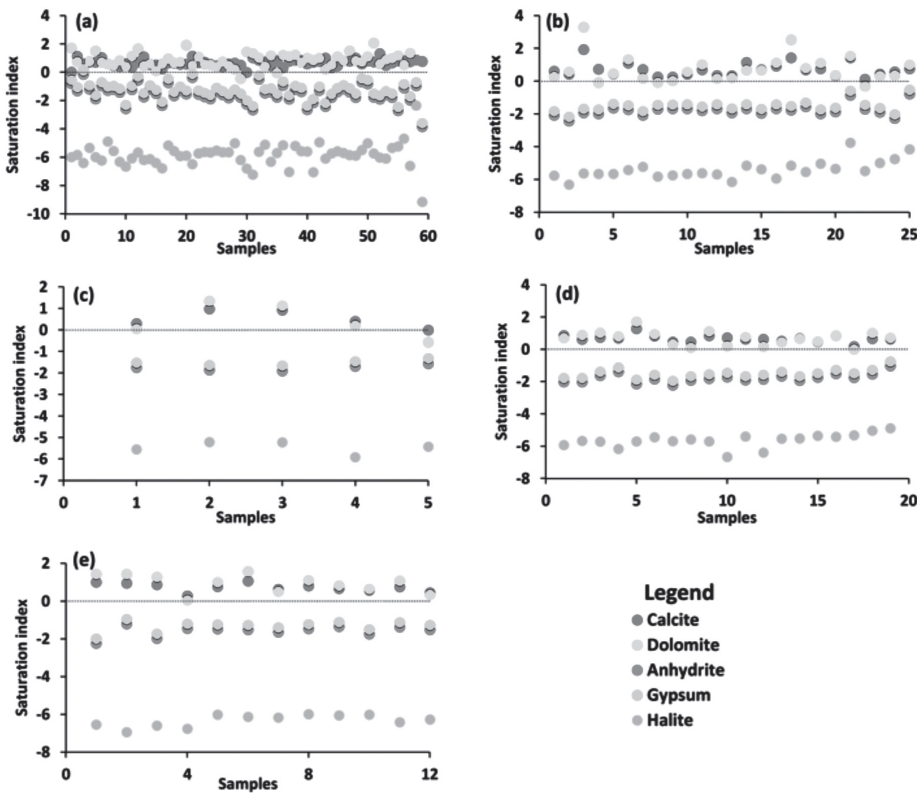 (a)
Saturation index
4
2
0
-2
-4
-6
-8
-10
0 10 20 30 40 50 60
Samples
(b)
Saturation index
4
2
0
-2
-4
-6
-8
0 5 10 15 20 25
Samples
(c)
Saturation index
2
1
0
-1
-2
-3
-4
-5
-6
-7
0 1 2 3 4 5
Samples
(d)
Saturation index
4
2
0
-2
-4
-6
-8
0 5 10 15 20
Samples
(e)
Saturation index
2
0
-2
-4
-6
-8
0 4 8 12
Samples
Legend
Calcite
Dolomite
Anhydrite
Gypsum
Halite